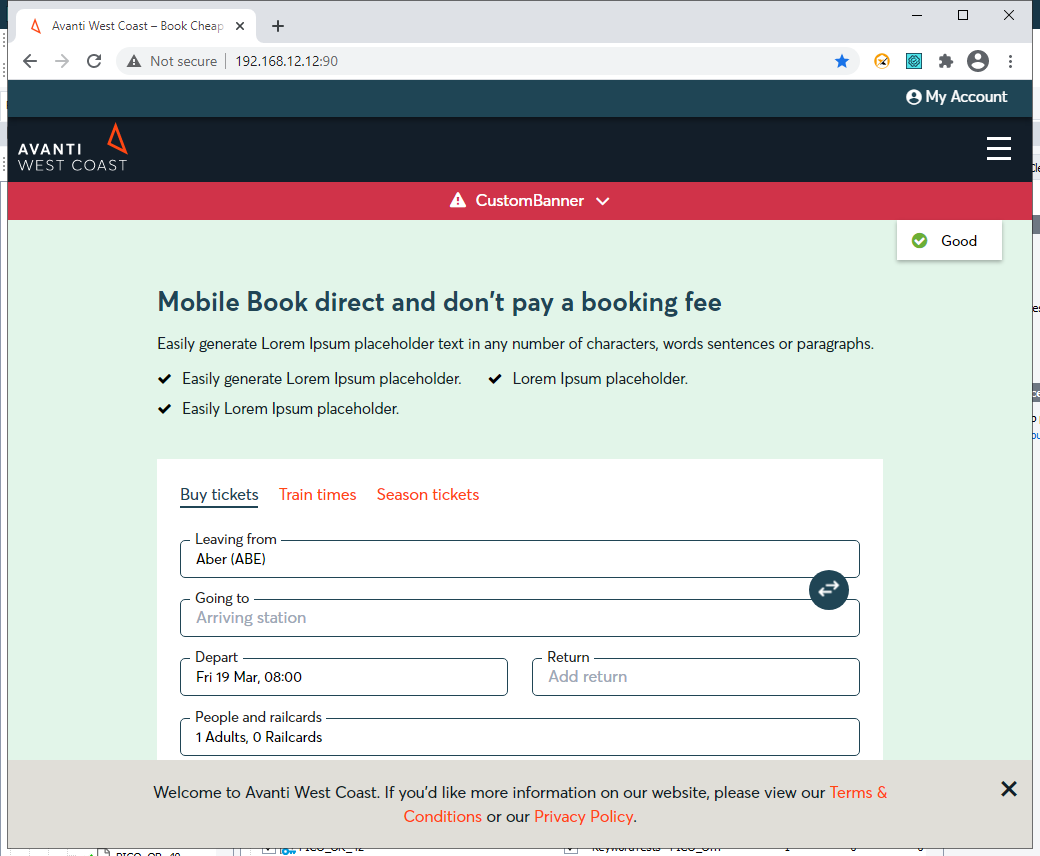 Avanti West Coast – Book Cheap
Not secure
192.168.12.12:90
My Account
AVANTI
WEST COAST
CustomBanner
Good
Mobile Book direct and don't pay a booking fee
Easily generate Lorem Ipsum placeholder text in any number of characters, words sentences or paragraphs.
Easily generate Lorem Ipsum placeholder. Lorem Ipsum placeholder.
Easily Lorem Ipsum placeholder.
Buy tickets Train times Season tickets
Leaving from
Aber (ABE)
Going to
Arriving station
Depart Return
Fri 19 Mar, 08:00 Add return
People and railcards
1 Adults, 0 Railcards
Welcome to Avanti West Coast. If you'd like more information on our website, please view our Terms &
Conditions or our Privacy Policy.